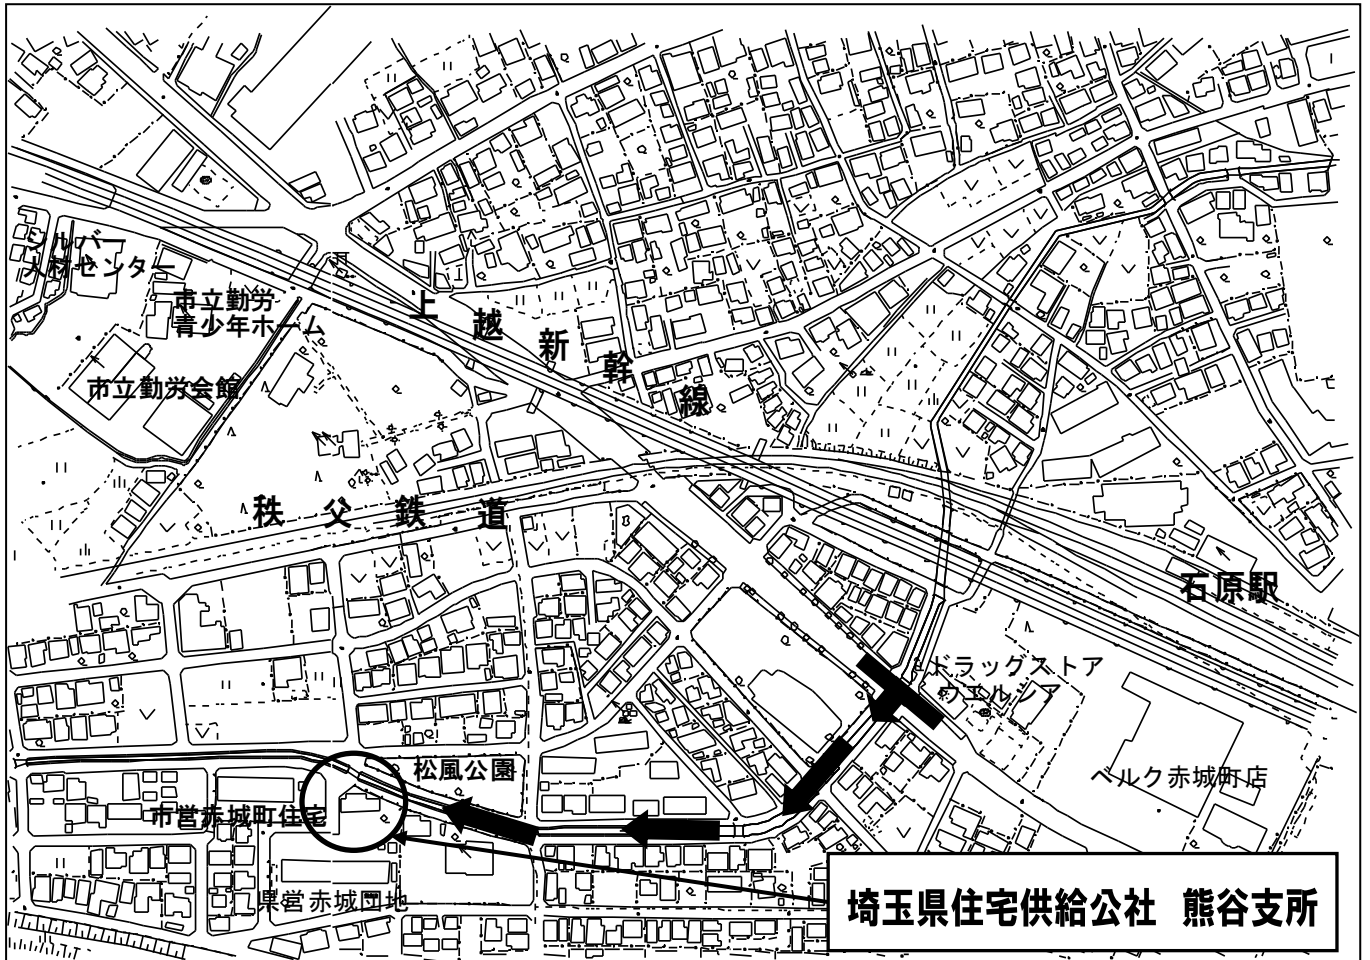 シルバー
人材センター
市立勤労
青少年ホーム
上越新幹線
市立勤労会館
秩父鉄道
石原駅
ドラッグストア
ウエルシア
松風公園
ベルク赤城町店
市営赤城町住宅
県営赤城団地
埼玉県住宅供給公社 熊谷支所